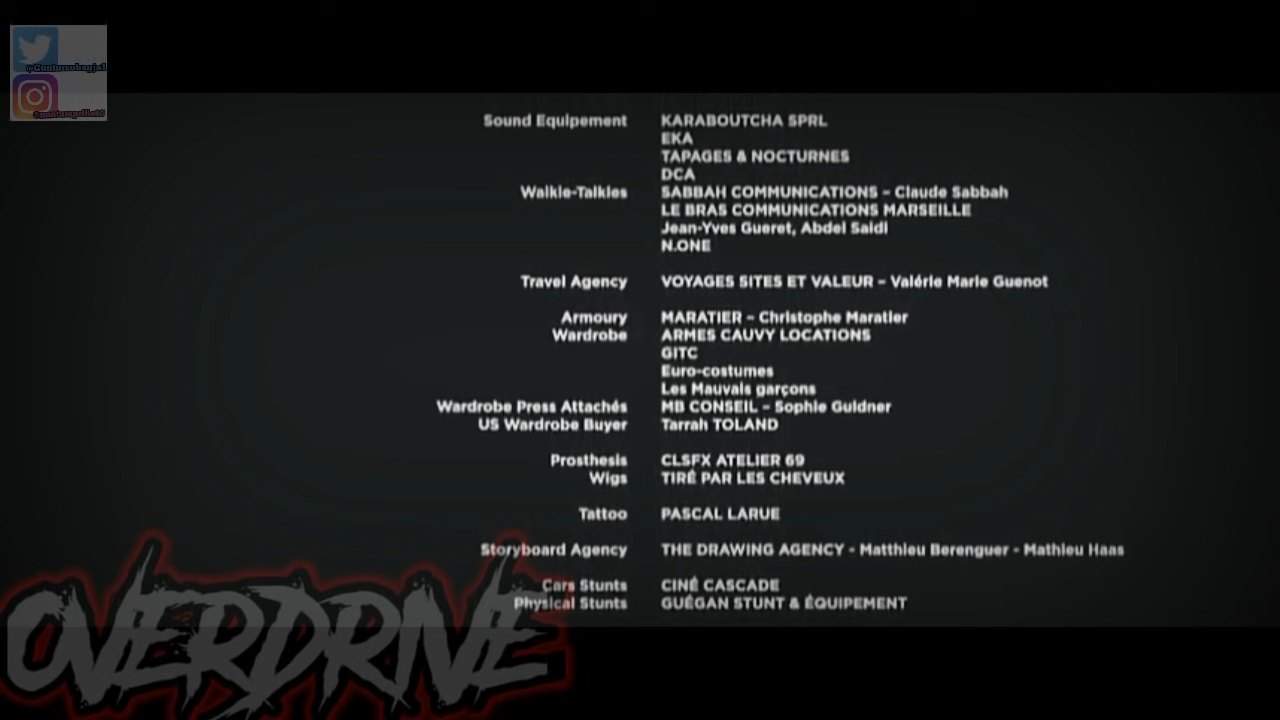 Sound Equipement KARABOUTCHA SPRL
EKA
TAPAGES & NOCTURNES
DCA
Walkie-Talkies SABBAH COMMUNICATIONS – Claude Sabbah
LE BRAS COMMUNICATIONS MARSEILLE
Jean-Yves Gueret, Abdel Saidi
N.ONE
Travel Agency VOYAGES SITES ET VALEUR – Valérie Marie Guenot
Armoury MARATIER – Christophe Maratier
Wardrobe ARMES CAUVY LOCATIONS
GITC
Euro-costumes
Les Mauvais garçons
Wardrobe Press Attachés MB CONSEIL – Sophie Guidner
US Wardrobe Buyer Tarrah TOLAND
Prosthesis CLSFX ATELIER 69
Wigs TIRÉ PAR LES CHEVEUX
Tattoo PASCAL LARUE
Storyboard Agency THE DRAWING AGENCY - Matthieu Berenguer - Mathieu Haas
Cars Stunts CINÉ CASCADE
Physical Stunts GUÉGAN STUNT & ÉQUIPEMENT
OVERDRIVE